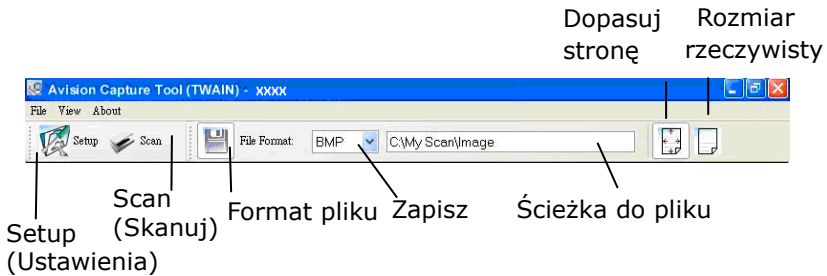 Dopasuj
stronę
Rozmiar
rzeczywisty
Avision Capture Tool (TWAIN) - xxxx
File View About
Setup Scan File Format: BMP C:\My Scan\Image
Setup
(Ustawienia)
Scan
(Skanuj)
Format pliku
Zapisz
Ścieżka do pliku